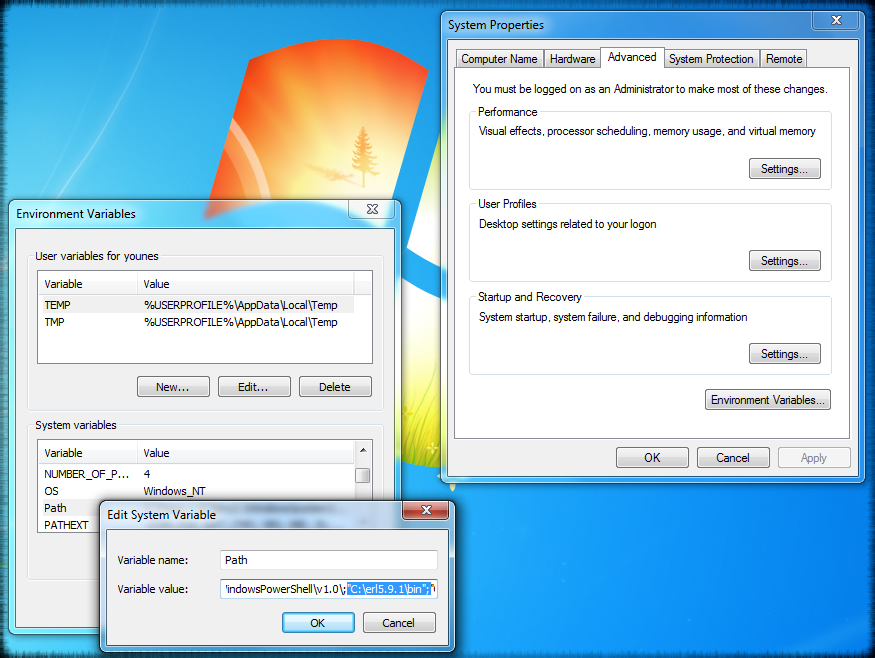 System Properties
Computer Name Hardware Advanced System Protection Remote
You must be logged on as an Administrator to make most of these changes.
Performance
Visual effects, processor scheduling, memory usage, and virtual memory
Settings...
User Profiles
Desktop settings related to your logon
Settings...
Startup and Recovery
System startup, system failure, and debugging information
Settings...
Environment Variables...
OK Cancel Apply
Environment Variables
User variables for younes
Variable Value
TEMP %USERPROFILE%\AppData\Local\Temp
TMP %USERPROFILE%\AppData\Local\Temp
New... Edit... Delete
System variables
Variable Value
NUMBER_OF_P... 4
OS Windows_NT
Path
PATHEXT
Edit System Variable
Variable name: Path
Variable value: indowsPowerShell\v1.0\;"C:\erl5.9.1\bin";
OK Cancel